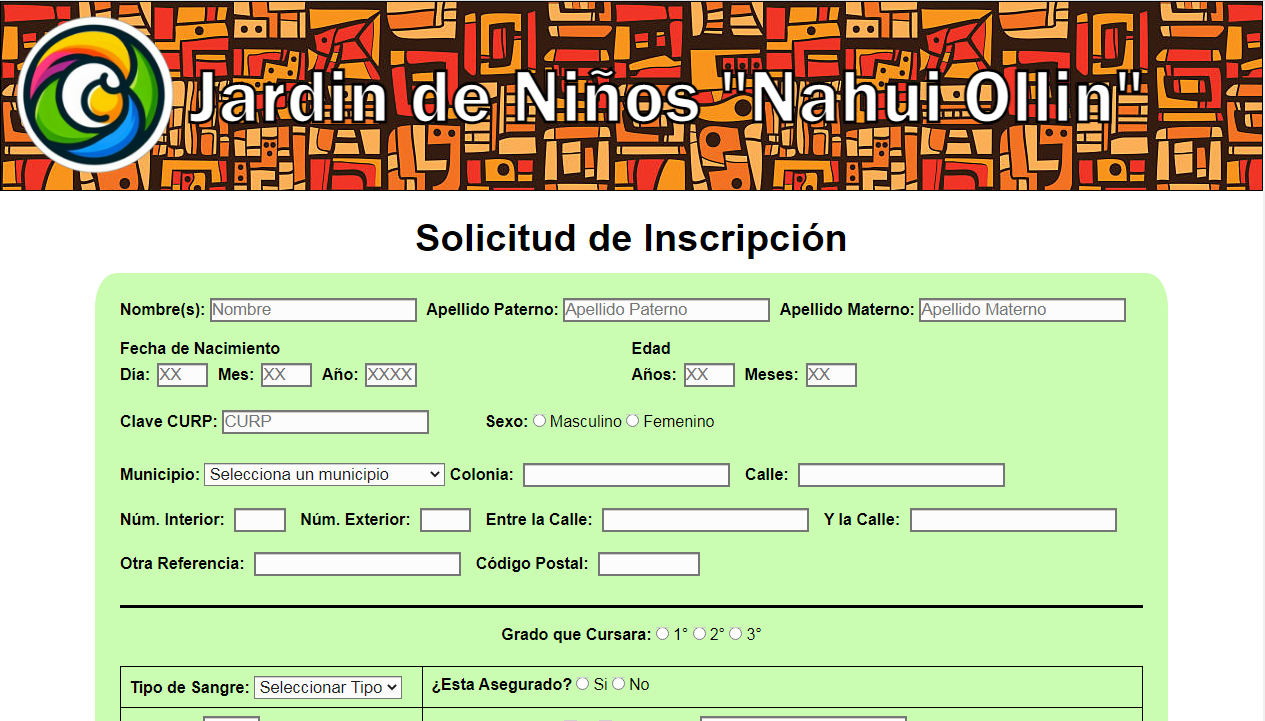 Jardin de Niños "Nahui Ollin"
Solicitud de Inscripción
Nombre(s): Nombre Apellido Paterno: Apellido Paterno Apellido Materno: Apellido Materno
Fecha de Nacimiento Edad
Día: XX Mes: XX Año: XXXX Años: XX Meses: XX
Clave CURP: CURP Sexo: Masculino Femenino
Municipio: Selecciona un municipio Colonia: Calle:
Núm. Interior: Núm. Exterior: Entre la Calle: Y la Calle:
Otra Referencia: Código Postal:
Grado que Cursara: 1° 2° 3°
Tipo de Sangre: Seleccionar Tipo ¿Esta Asegurado? Si No